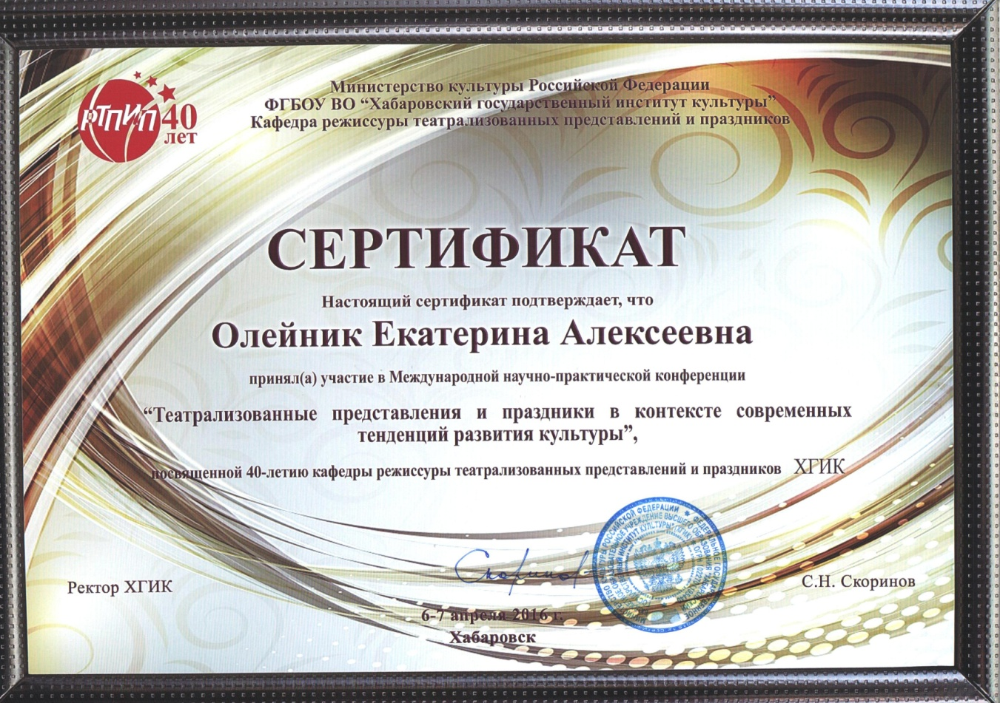 РТПиП 40
лет
Министерство культуры Российской Федерации
ФГБОУ ВО “Хабаровский государственный институт культуры”
Кафедра режиссуры театрализованных представлений и праздников
СЕРТИФИКАТ
Настоящий сертификат подтверждает, что
Олейник Екатерина Алексеевна
принял(а) участие в Международной научно-практической конференции
“Театрализованные представления и праздники в контексте современных
тенденций развития культуры”,
посвященной 40-летию кафедры режиссуры театрализованных представлений и праздников ХГИК
Скоринов
Ректор ХГИК
С.Н. Скоринов
6-7 апреля 2016 г.
Хабаровск